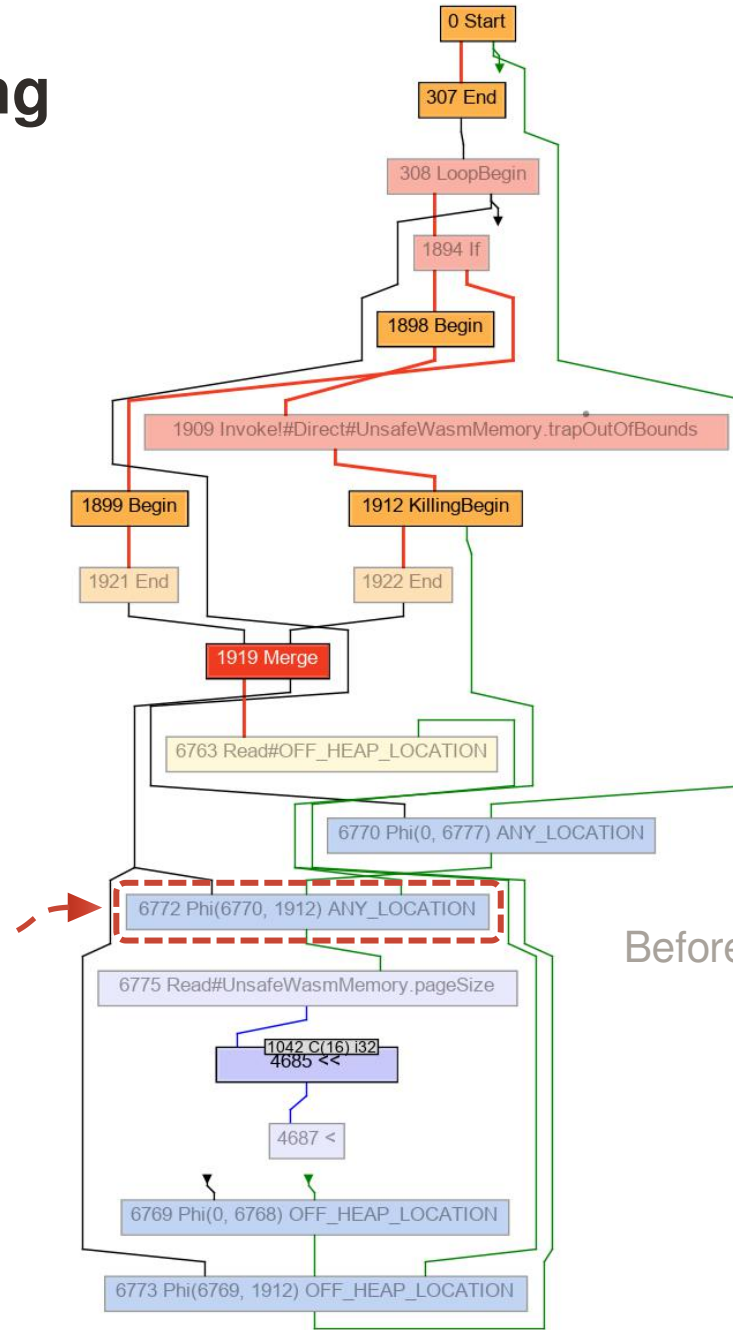 ng
0 Start
307 End
308 LoopBegin
1894 If
1898 Begin
1909 Invoke!#Direct#UnsafeWasmMemory.trapOutOfBounds
1899 Begin
1912 KillingBegin
1921 End
1922 End
1919 Merge
6763 Read#OFF_HEAP_LOCATION
6770 Phi(0, 6777) ANY_LOCATION
6772 Phi(6770, 1912) ANY_LOCATION
Before
6775 Read#UnsafeWasmMemory.pageSize
1042 C(16) i32
4685 <<
4687 <
6769 Phi(0, 6768) OFF_HEAP_LOCATION
6773 Phi(6769, 1912) OFF_HEAP_LOCATION